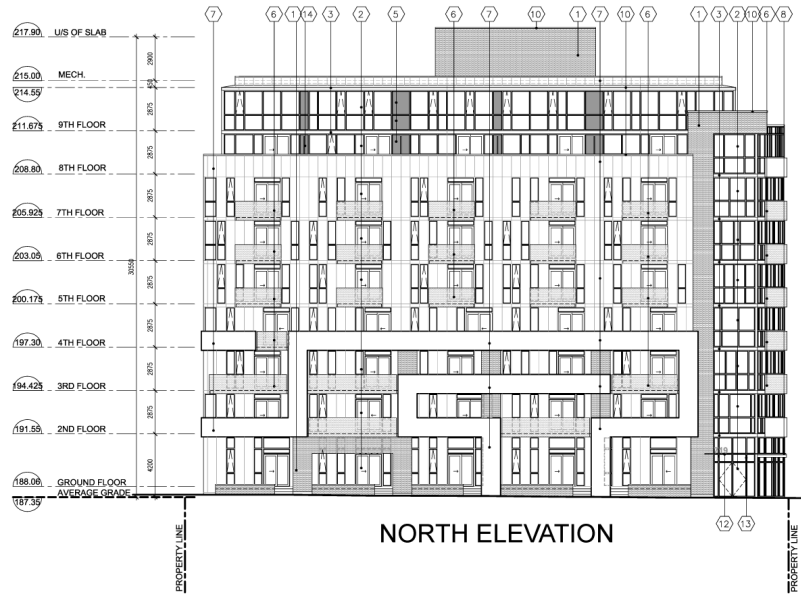 7 6 1 14 2 3 5 6 7 10 1 7 10 6 1 3 2 10 6 8
217.90 U/S OF SLAB
2900
215.00 MECH.
450
214.55
2875
211.675 9TH FLOOR
2875
208.80 8TH FLOOR
2875
205.925 7TH FLOOR
2875
203.05 6TH FLOOR
30550
2875
200.175 5TH FLOOR
2875
197.30 4TH FLOOR
2875
194.425 3RD FLOOR
2875
191.55 2ND FLOOR
4200
188.06 GROUND FLOOR
AVERAGE GRADE
187.35
12 13
NORTH ELEVATION
PROPERTY LINE
PROPERTY LINE